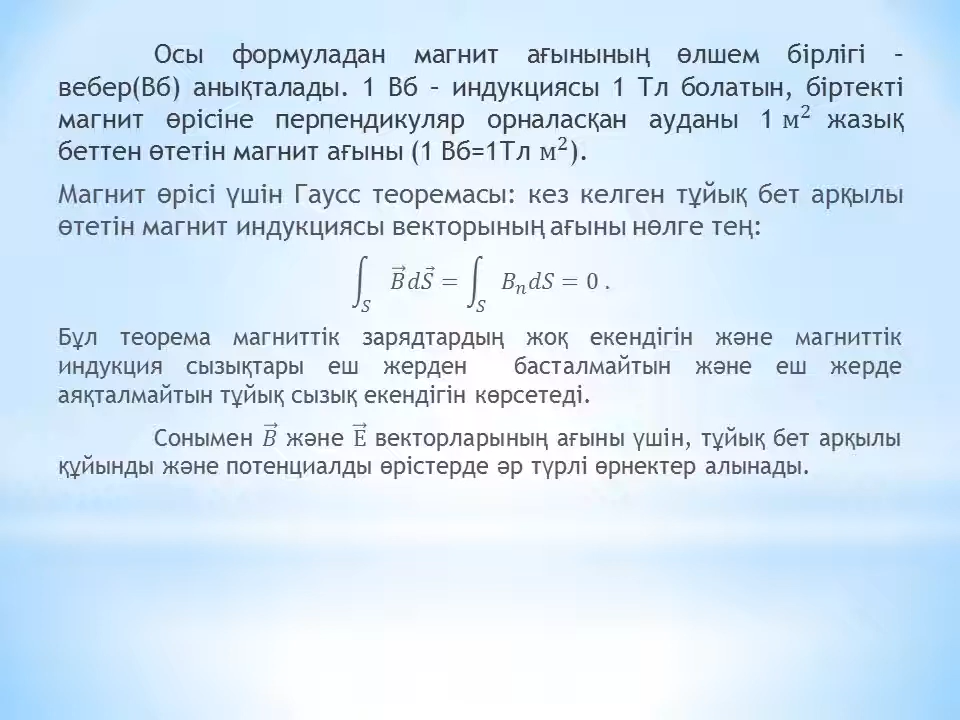 Осы формуладан магнит ағынының өлшем бірлігі –
вебер(Вб) анықталады. 1 Вб – индукциясы 1 Тл болатын, біртекті
магнит өрісіне перпендикуляр орналасқан ауданы 1 м² жазық
беттен өтетін магнит ағыны (1 Вб=1Тл м²).
Магнит өрісі үшін Гаусс теоремасы: кез келген тұйық бет арқылы
өтетін магнит индукциясы векторының ағыны нөлге тең:
∫_S B⃗dS⃗ = ∫_S B_n dS = 0 .
Бұл теорема магниттік зарядтардың жоқ екендігін және магниттік
индукция сызықтары еш жерден басталмайтын және еш жерде
аяқталмайтын тұйық сызық екендігін көрсетеді.
Сонымен B⃗ және E⃗ векторларының ағыны үшін, тұйық бет арқылы
құйынды және потенциалды өрістерде әр түрлі өрнектер алынады.